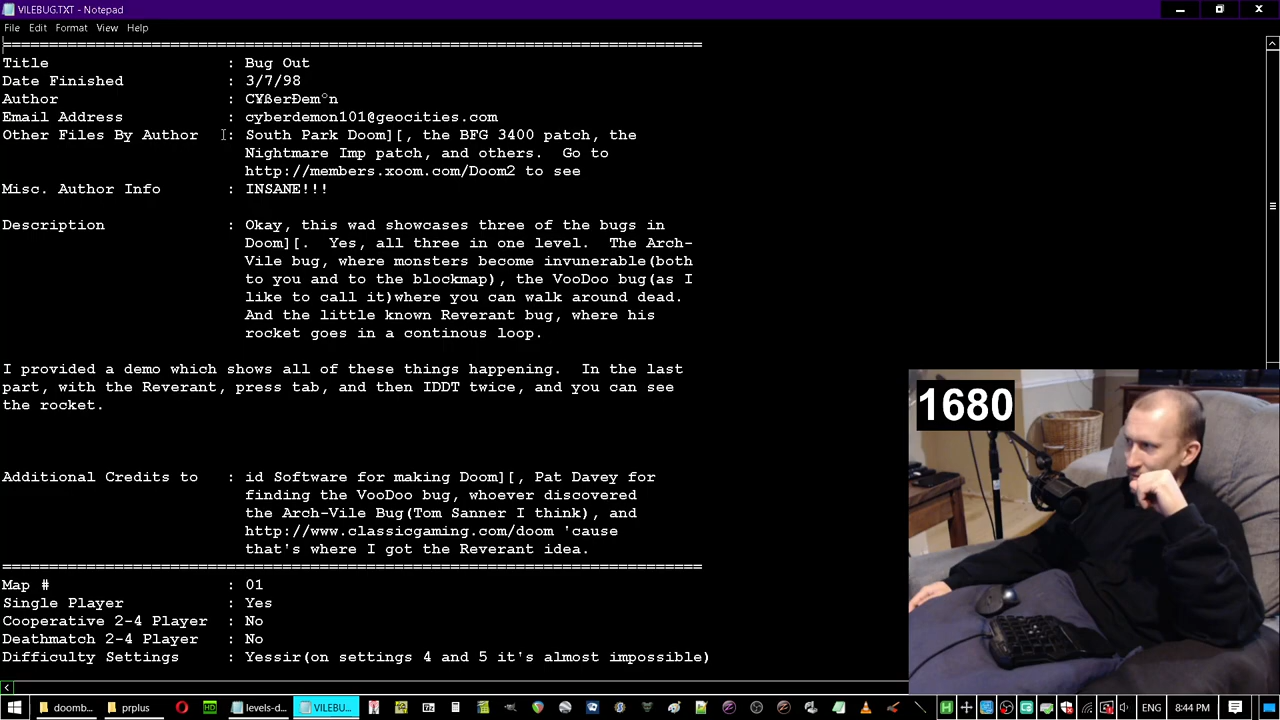 VILEBUG.TXT - Notepad
File Edit Format View Help
===========================================================================
Title : Bug Out
Date Finished : 3/7/98
Author : C¥ßerÐem°n
Email Address : cyberdemon101@geocities.com
Other Files By Author : South Park Doom][, the BFG 3400 patch, the
Nightmare Imp patch, and others.  Go to
http://members.xoom.com/Doom2 to see
Misc. Author Info : INSANE!!!
Description : Okay, this wad showcases three of the bugs in
Doom][.  Yes, all three in one level.  The Arch-
Vile bug, where monsters become invunerable(both
to you and to the blockmap), the VooDoo bug(as I
like to call it)where you can walk around dead.
And the little known Reverant bug, where his
rocket goes in a continous loop.
I provided a demo which shows all of these things happening.  In the last
part, with the Reverant, press tab, and then IDDT twice, and you can see
the rocket.
1680
Additional Credits to : id Software for making Doom][, Pat Davey for
finding the VooDoo bug, whoever discovered
the Arch-Vile Bug(Tom Sanner I think), and
http://www.classicgaming.com/doom 'cause
that's where I got the Reverant idea.
===========================================================================
Map # : 01
Single Player : Yes
Cooperative 2-4 Player : No
Deathmatch 2-4 Player : No
Difficulty Settings : Yessir(on settings 4 and 5 it's almost impossible)
doomb... prplus HD levels-d... VILEBU... ENG 8:44 PM